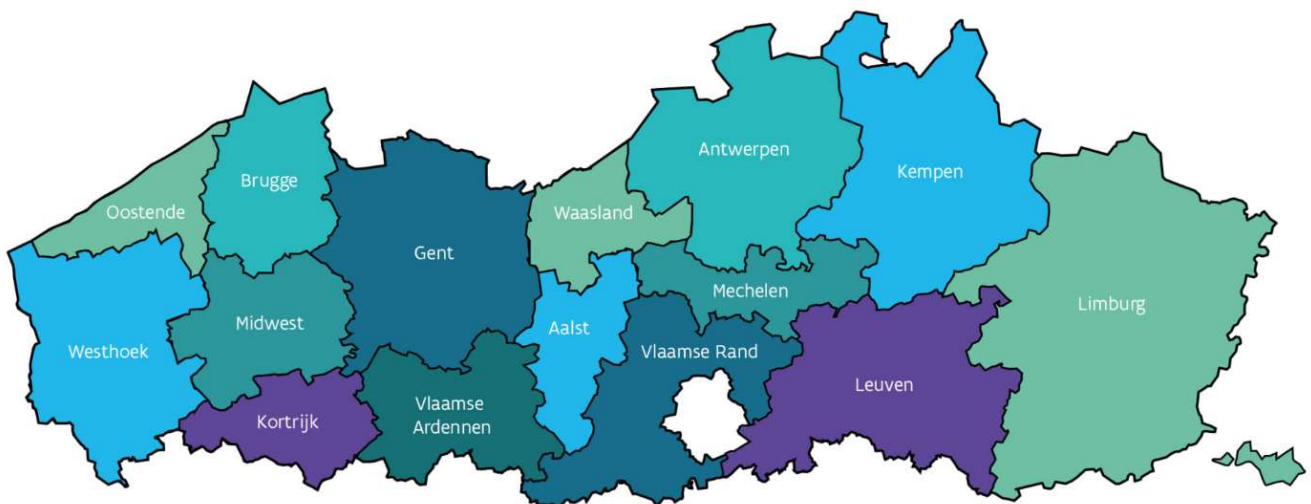 Antwerpen
Kempen
Brugge
Oostende
Waasland
Gent
Mechelen
Limburg
Midwest
Aalst
Westhoek
Vlaamse Rand
Leuven
Kortrijk
Vlaamse
Ardennen